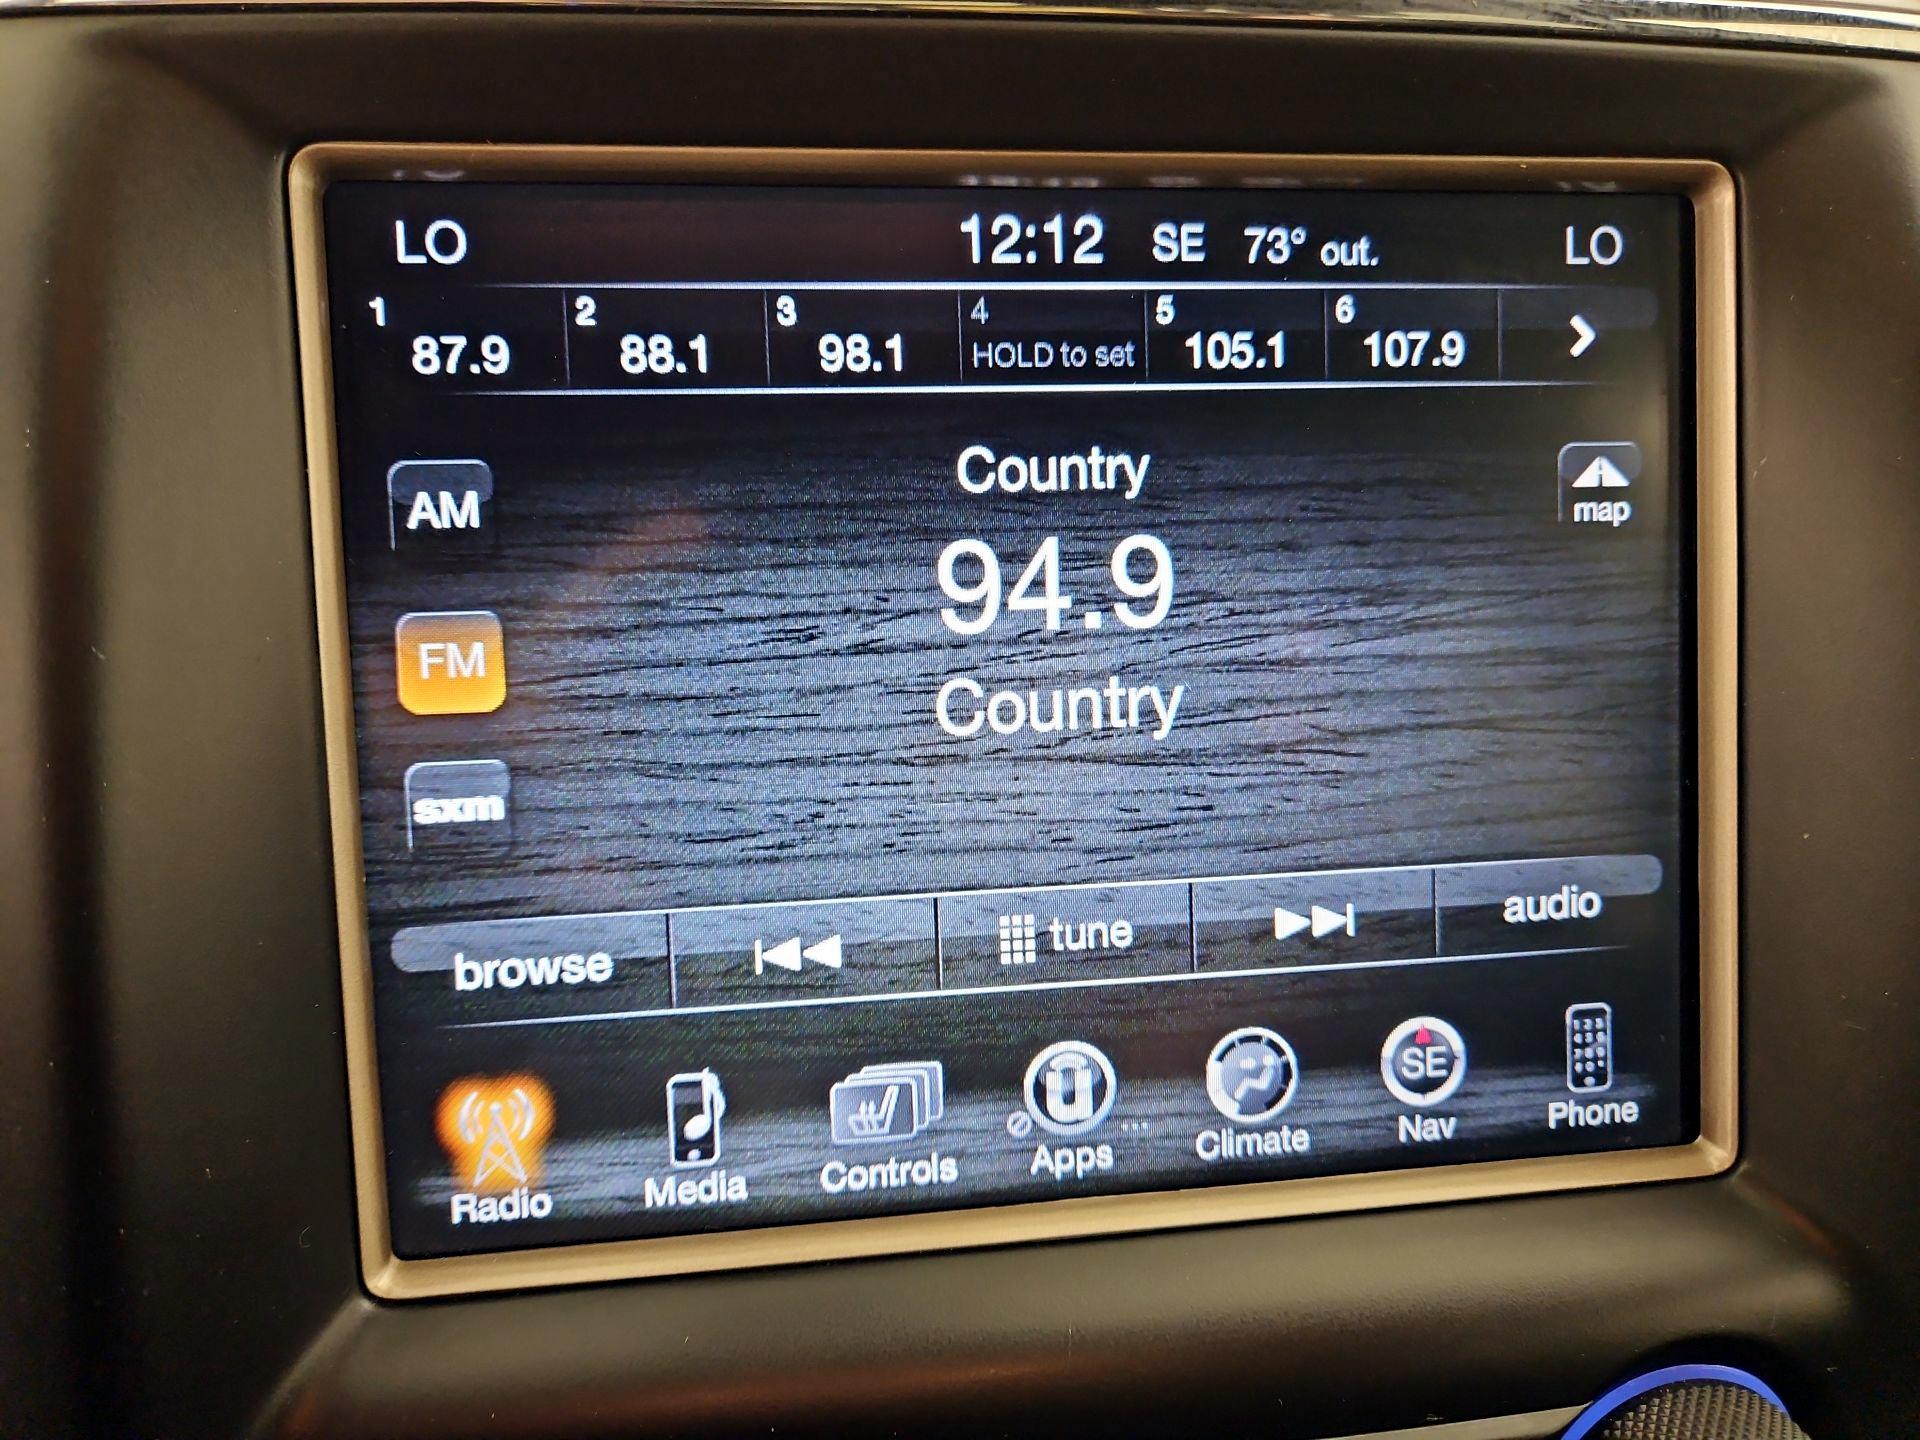 LO 12:12 SE 73° out. LO
1 87.9 2 88.1 3 98.1 4 HOLD to set 5 105.1 6 107.9
Country
AM map
94.9
FM
Country
sxm
browse tune audio
SE
Radio Media Controls Apps ... Climate Nav Phone